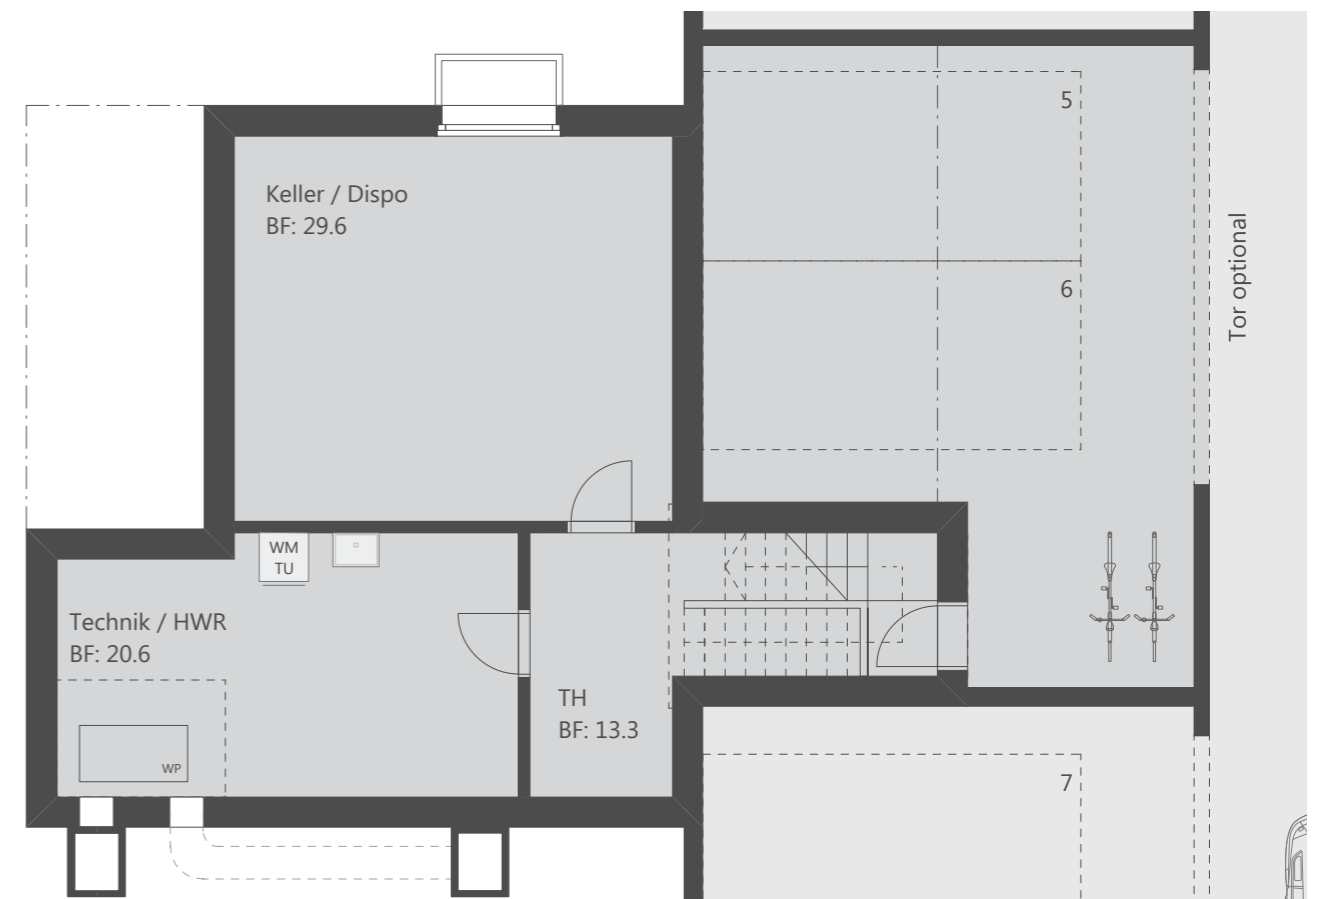 5
Keller / Dispo
BF: 29.6
Tor optional
6
WM
TU
Technik / HWR
BF: 20.6
TH
BF: 13.3
WP
7